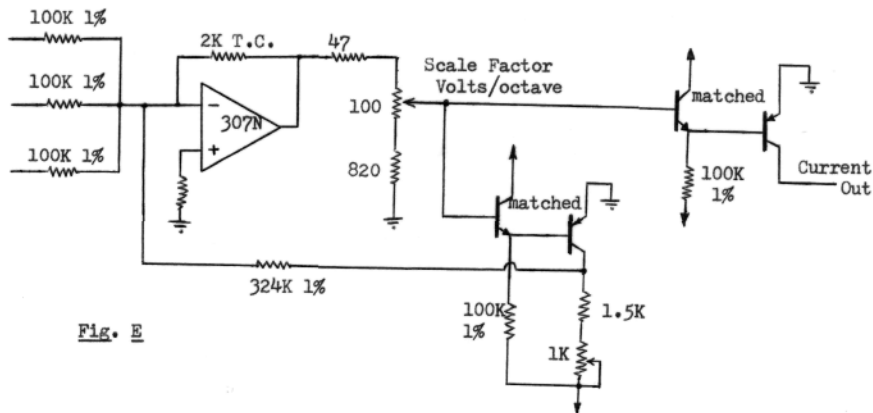 100K 1%
2K T.C.
47
Scale Factor
Volts/octave
100K 1%
−
307N
+
100
matched
100K 1%
820
100K
1%
Current
Out
matched
324K 1%
100K
1%
1.5K
1K
Fig. E